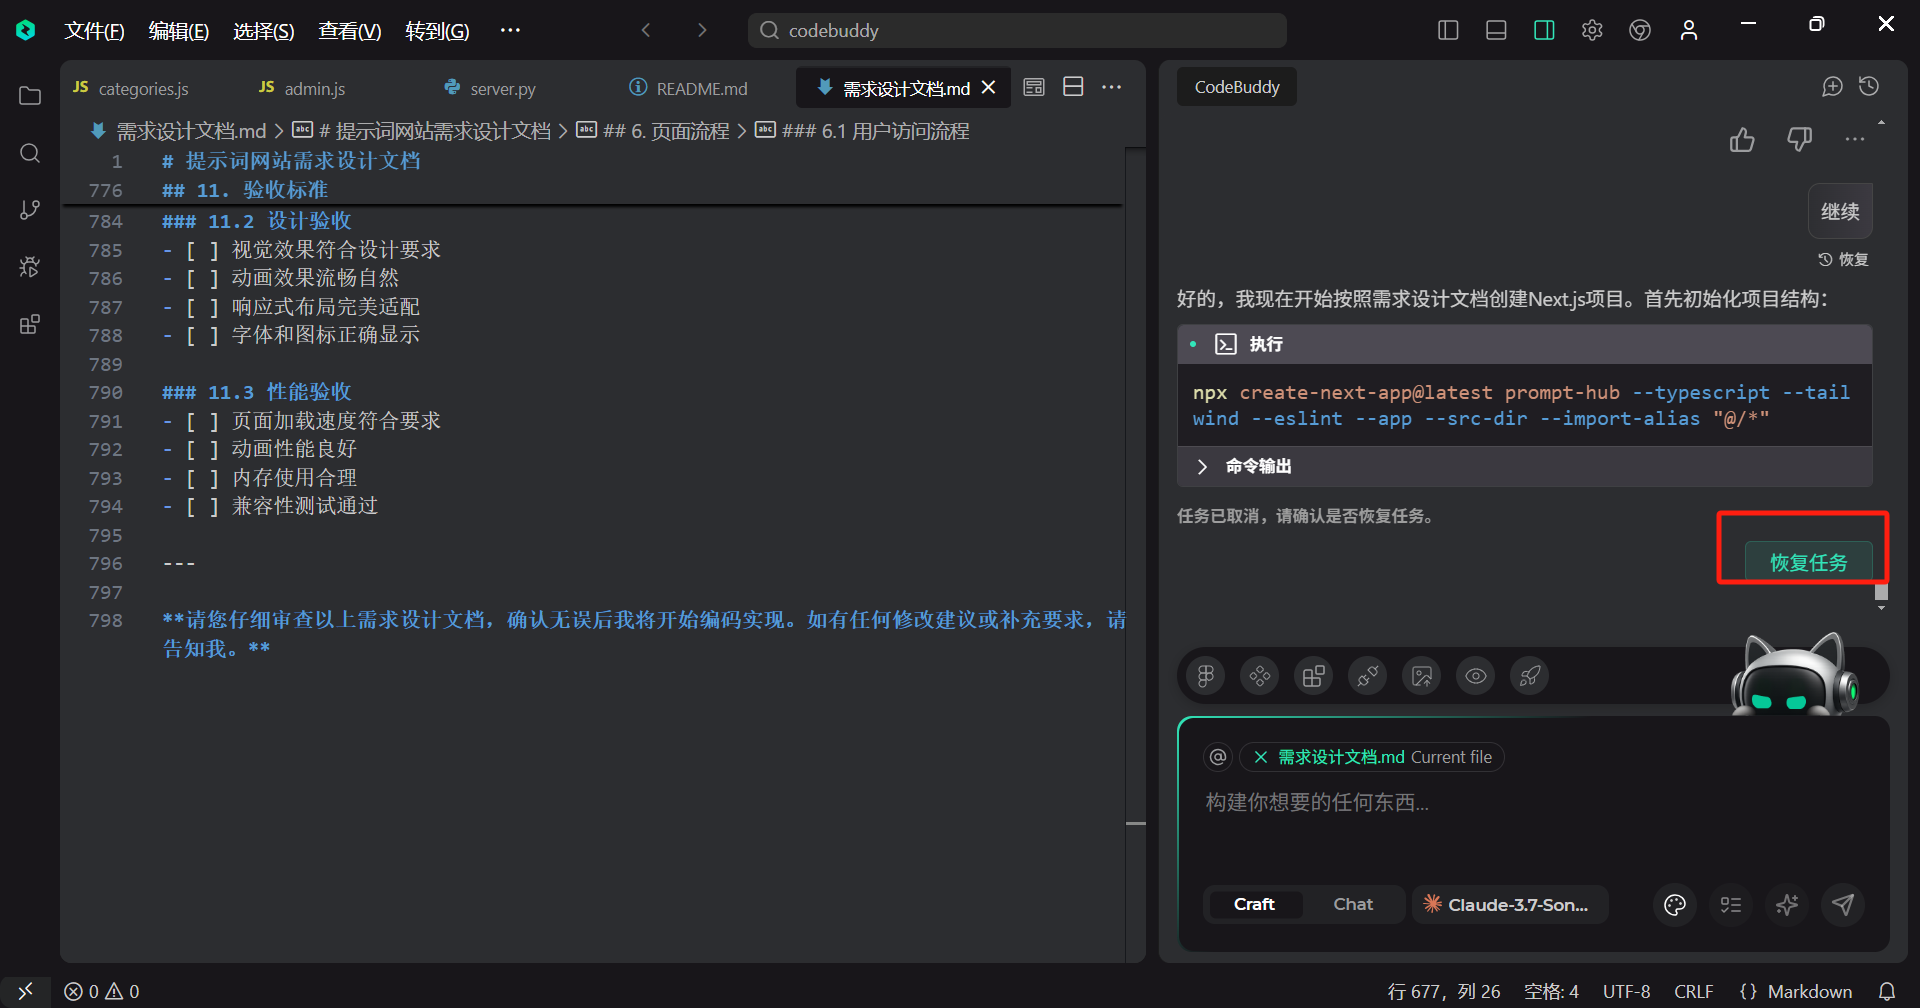 文件(F) 编辑(E) 选择(S) 查看(V) 转到(G) ···
codebuddy
JS categories.js
JS admin.js
server.py
README.md
需求设计文档.md
需求设计文档.md > # 提示词网站需求设计文档 > ## 6. 页面流程 > ### 6.1 用户访问流程
1 # 提示词网站需求设计文档
776 ## 11. 验收标准
784 ### 11.2 设计验收
785 - [ ] 视觉效果符合设计要求
786 - [ ] 动画效果流畅自然
787 - [ ] 响应式布局完美适配
788 - [ ] 字体和图标正确显示
789
790 ### 11.3 性能验收
791 - [ ] 页面加载速度符合要求
792 - [ ] 动画性能良好
793 - [ ] 内存使用合理
794 - [ ] 兼容性测试通过
795
796 ---
797
798 **请您仔细审查以上需求设计文档，确认无误后我将开始编码实现。如有任何修改建议或补充要求，请
告知我。**
CodeBuddy
继续
恢复
好的，我现在开始按照需求设计文档创建Next.js项目。首先初始化项目结构：
执行
npx create-next-app@latest prompt-hub --typescript --tail
wind --eslint --app --src-dir --import-alias "@/*"
命令输出
任务已取消，请确认是否恢复任务。
恢复任务
@ 需求设计文档.md Current file
构建你想要的任何东西...
Craft Chat Claude-3.7-Son...
0 0 行 677，列 26 空格: 4 UTF-8 CRLF {} Markdown